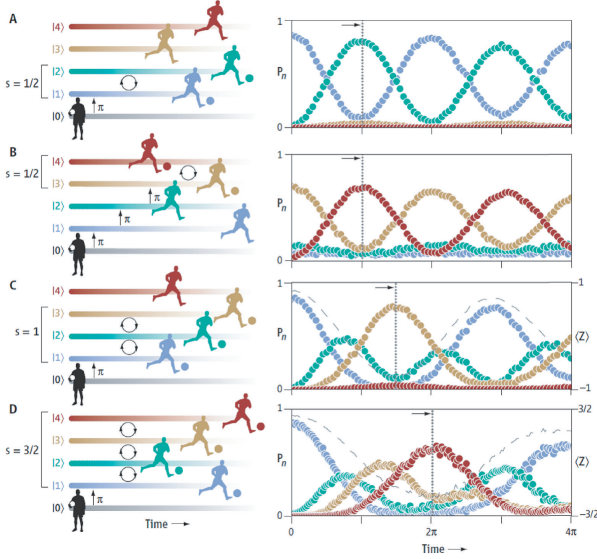 A
|4⟩
|3⟩
|2⟩
s = 1/2
|1⟩
|0⟩
π
1
Pn
0
B
|4⟩
s = 1/2
|3⟩
|2⟩
π
π
|1⟩
|0⟩
π
1
Pn
0
C
|4⟩
|3⟩
s = 1
|2⟩
|1⟩
|0⟩
π
1
Pn
0
1
⟨Z⟩
−1
D
|4⟩
|3⟩
s = 3/2
|2⟩
|1⟩
|0⟩
π
Time
1
Pn
0
3/2
⟨Z⟩
−3/2
0
2π
4π
Time